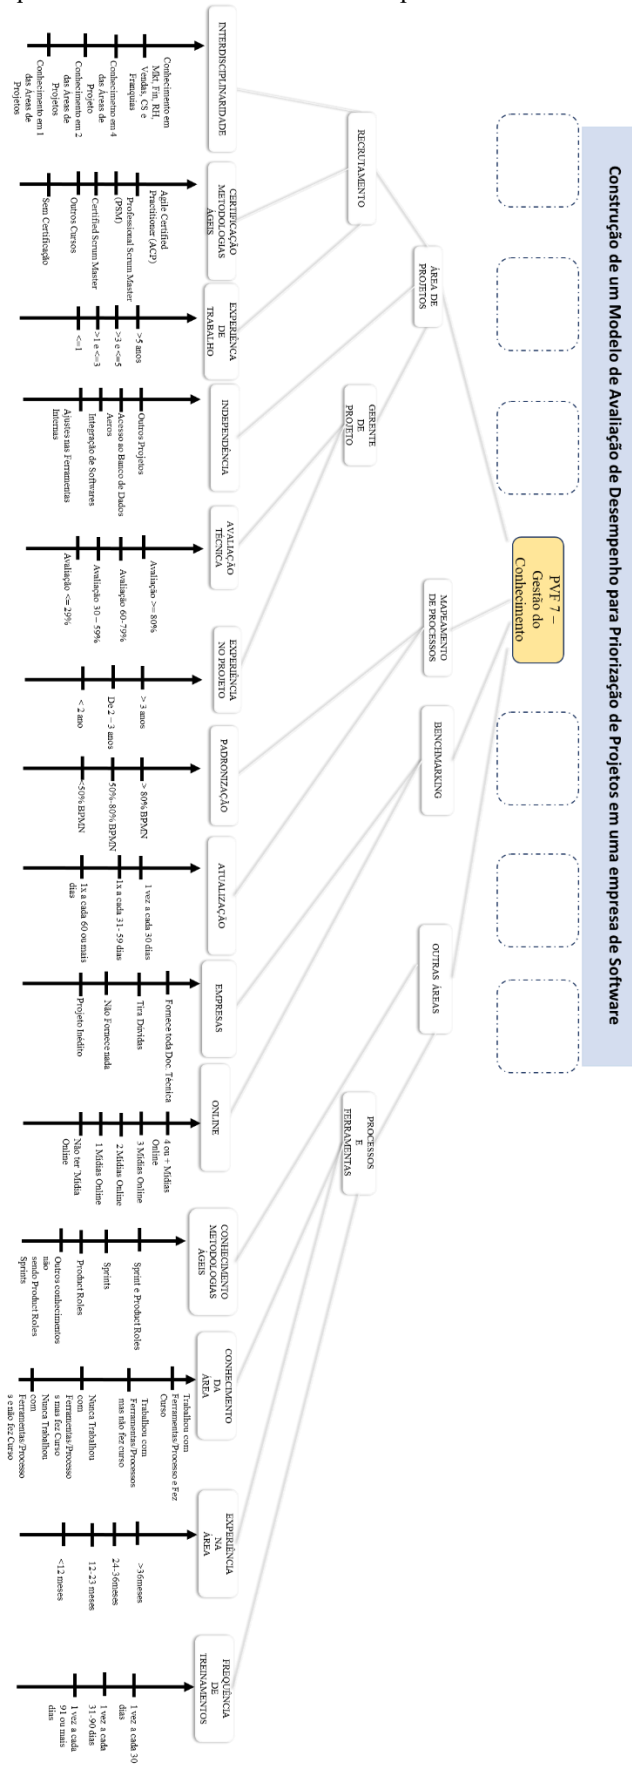 Construção de um Modelo de Avaliação de Desempenho para Priorização de Projetos em uma empresa de Software
PVF 7 –
Gestão do
Conhecimento
ÁREA DE
PROJETOS
MAPEAMENTO
DE PROCESSOS
BENCHMARKING
OUTRAS ÁREAS
RECRUTAMENTO
GERENTE
DE
PROJETO
PROCESSOS
E
FERRAMENTAS
INTERDISCIPLINARIDADE
Conhecimento em
Mkt, Fin, RH,
Vendas, CS e
Franquias
Conhecimetno em 4
das Áreas de
Projeto
Conhecimento em 2
das Áreas de
Projetos
Conhecimento em 1
das Áreas de
Projetos
CERTIFICAÇÃO
METODOLOGIAS
ÁGEIS
Agile Certified
Practitioner (ACP)
Professional Scrum Master
(PSM)
Certified Scrum Master
Outros Cursos
Sem Certificação
EXPERIÊNCA
DE
TRABALHO
>5 anos
>3 e <=5
>1 e <=3
<=1
INDEPENDÊNCIA
Outros Projetos
Acesso ao Banco de Dados
Aeros
Integração de Softwares
Ajustes nas Ferramentas
Internas
AVALIAÇÃO
TÉCNICA
Avaliação >= 80%
Avaliação 60-79%
Avaliação 30 – 59%
Avaliação <= 29%
EXPERIÊNCIA
NO PROJETO
> 3 anos
De 2 – 3 anos
< 2 ano
PADRONIZAÇÃO
> 80% BPMN
50%-80% BPMN
<50% BPMN
ATUALIZAÇÃO
1 vez a cada 30 dias
1x a cada 31- 59 dias
1x a cada 60 ou mais
dias
EMPRESAS
Fornece toda Doc. Técnica
Tira Dúvidas
Não Fornece nada
Projeto Inédito
ONLINE
4 ou + Mídias
Online
3 Mídias Online
2 Mídias Online
1 Mídias Online
Não ter Mídia
Online
CONHECIMENTO
METODOLOGIAS
ÁGEIS
Sprint e Product Roles
Sprints
Product Roles
Outros conhecimentos
não
sendo Product Roles
Sprints
CONHECIMENTO
DA
ÁREA
Trabalhou com
Ferramentas/Processo e Fez
Curso
Trabalhou com
Ferramentas/Processos
mas não fez curso
Nunca Trabalhou
com
Ferramentas/Processo
s mas fez Curso
Nunca Trabalhou
com
Ferramentas/Processo
s e não fez Curso
EXPERIÊNCIA
NA
ÁREA
>36meses
24-36meses
12-23 meses
<12 meses
FREQUÊNCIA
DE
TREINAMENTOS
1 vez a cada 30
dias
1 vez a cada
31-90 dias
1 vez a cada
91 ou mais
dias